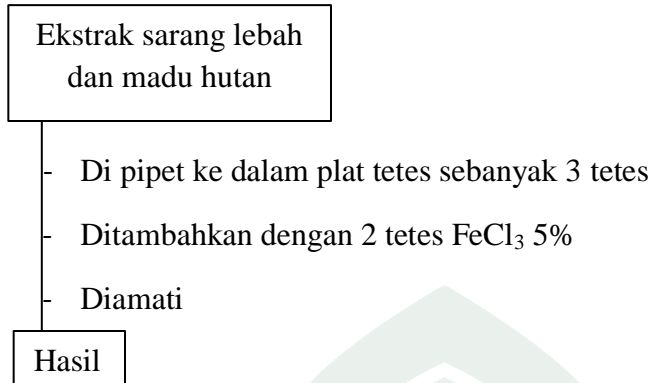 Ekstrak sarang lebah
dan madu hutan
- Di pipet ke dalam plat tetes sebanyak 3 tetes
- Ditambahkan dengan 2 tetes FeCl₃ 5%
- Diamati
Hasil